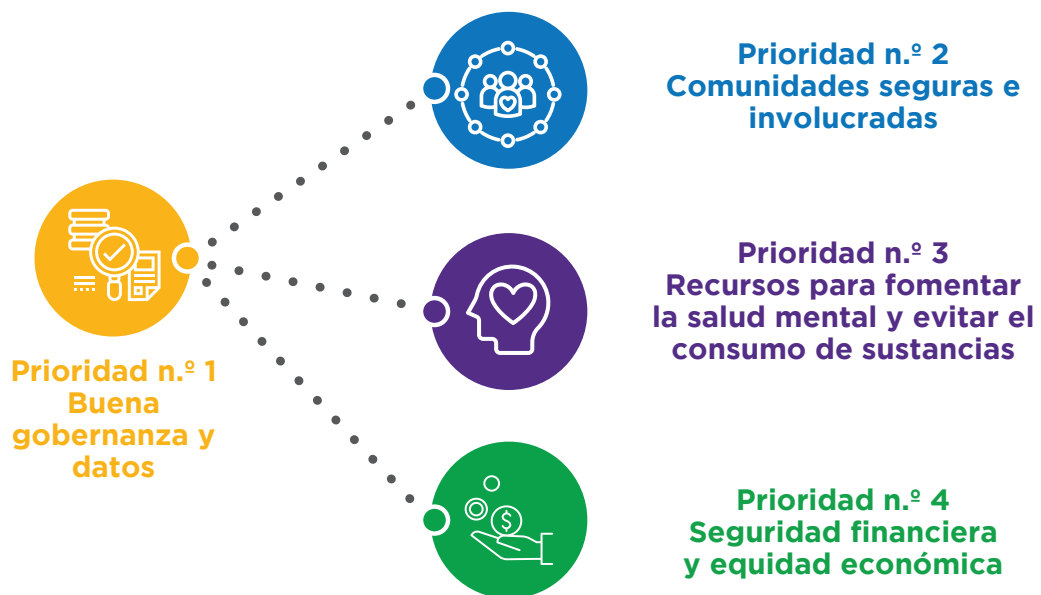 Prioridad n.º 1
Buena
gobernanza y
datos
Prioridad n.º 2
Comunidades seguras e
involucradas
Prioridad n.º 3
Recursos para fomentar
la salud mental y evitar el
consumo de sustancias
$
Prioridad n.º 4
Seguridad financiera
y equidad económica